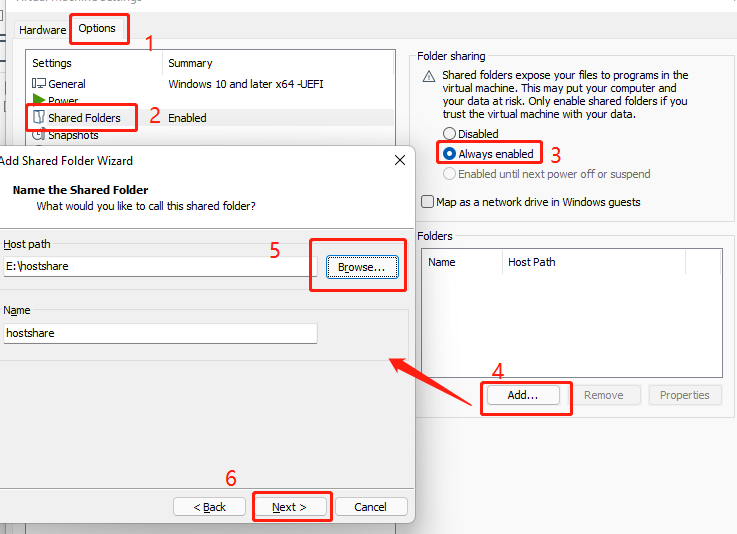 Hardware
Options
1
Settings
Summary
General
Windows 10 and later x64 -UEFI
Power
Shared Folders
2
Enabled
Snapshots
Folder sharing
Shared folders expose your files to programs in the
virtual machine. This may put your computer and
your data at risk. Only enable shared folders if you
trust the virtual machine with your data.
Disabled
Always enabled
3
Enabled until next power off or suspend
Map as a network drive in Windows guests
Folders
Name
Host Path
4
Add...
Remove
Properties
Add Shared Folder Wizard
Name the Shared Folder
What would you like to call this shared folder?
Host path
5
E:\hostshare
Browse...
Name
hostshare
6
< Back
Next >
Cancel